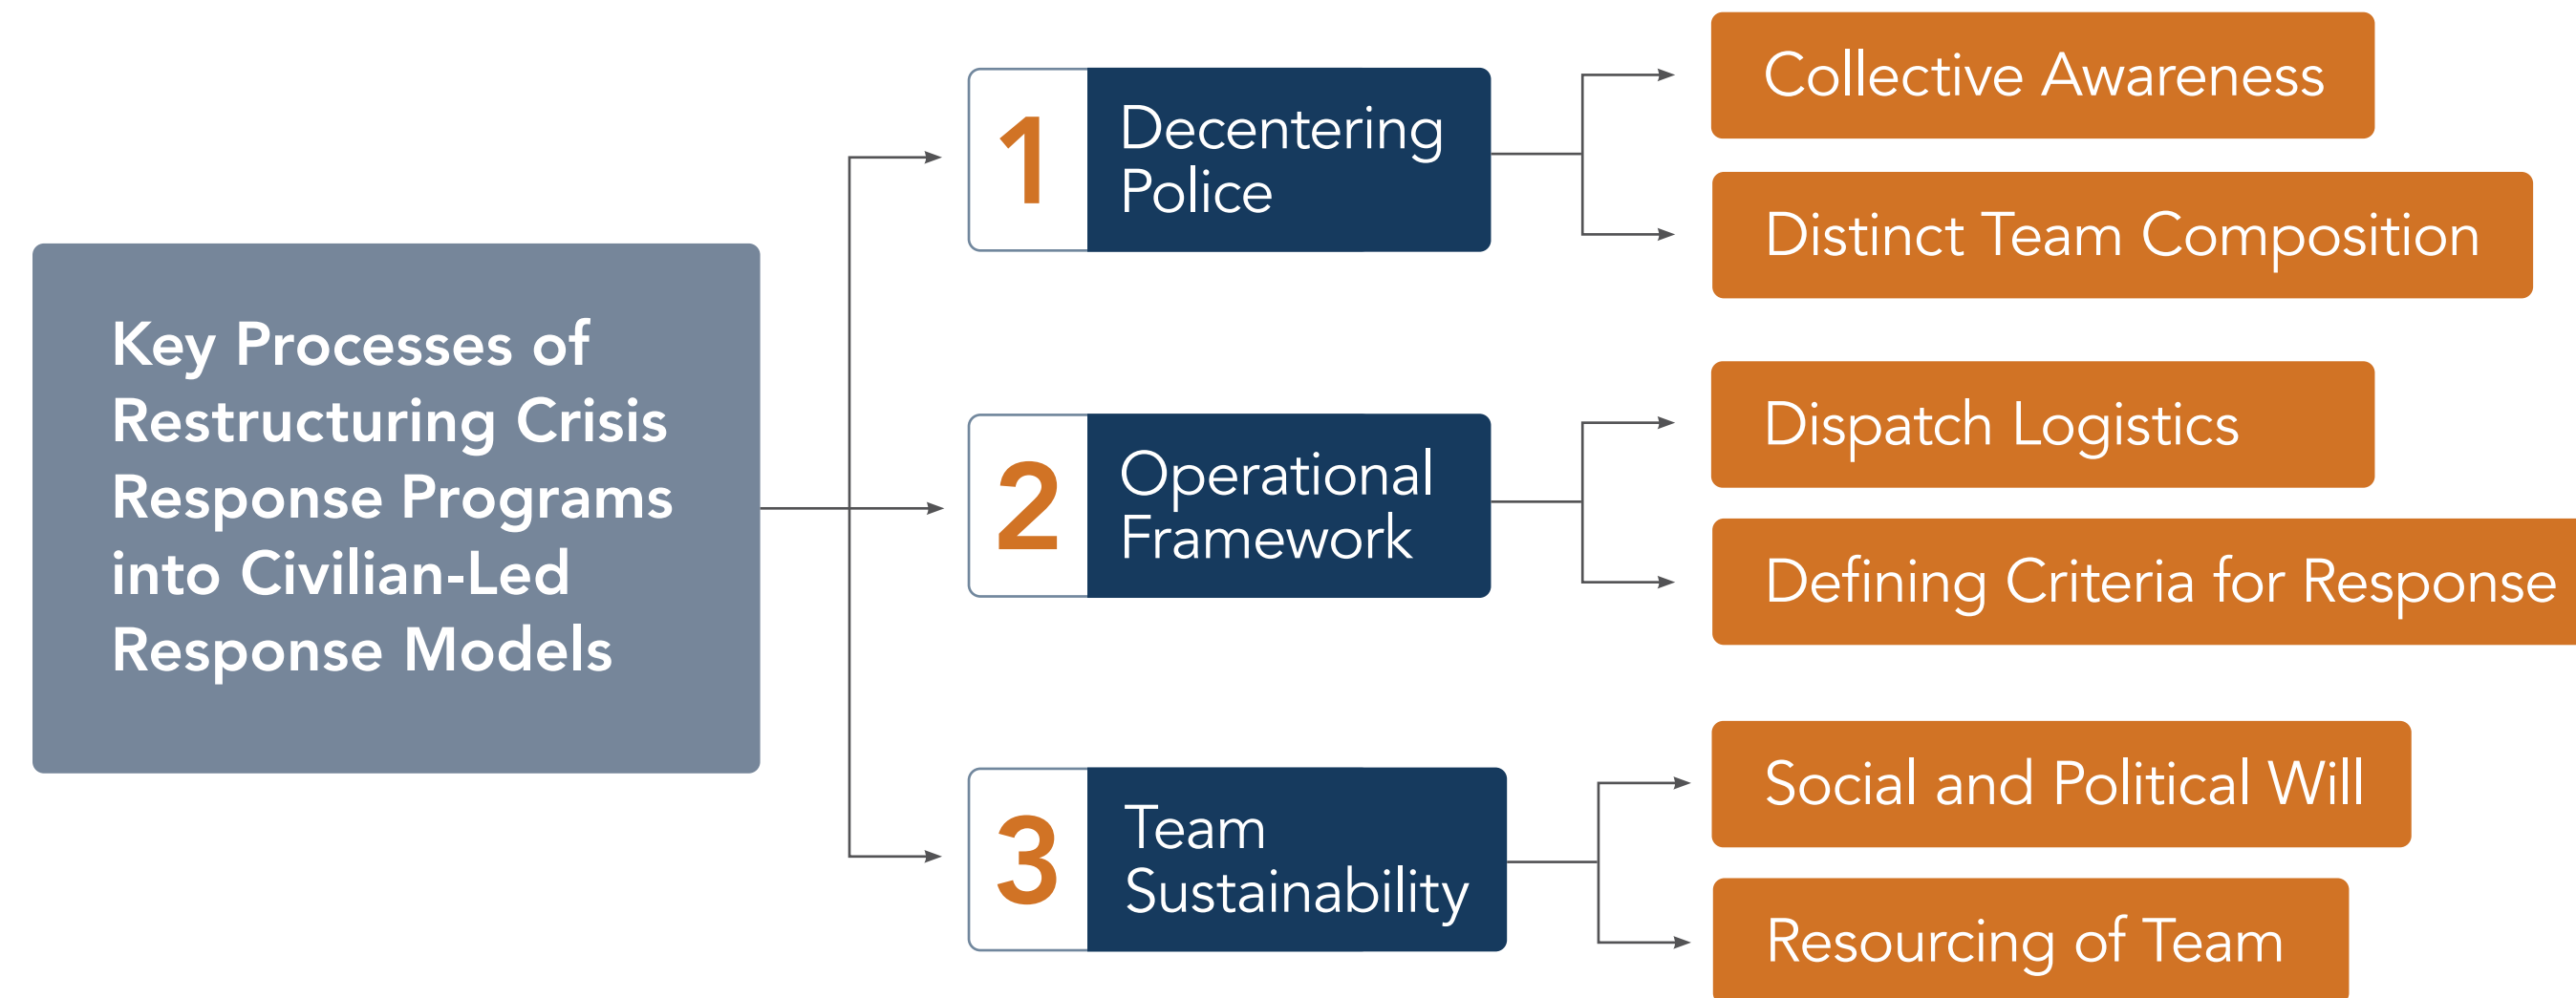 Key Processes of
Restructuring Crisis
Response Programs
into Civilian-Led
Response Models
1
Decentering
Police
Collective Awareness
Distinct Team Composition
2
Operational
Framework
Dispatch Logistics
Defining Criteria for Response
3
Team
Sustainability
Social and Political Will
Resourcing of Team